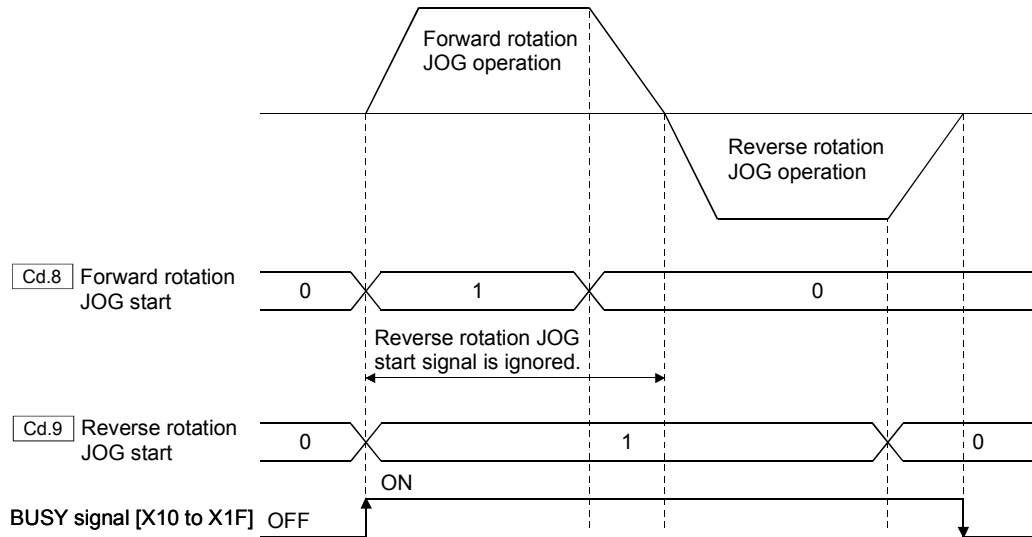 Forward rotation
JOG operation
Reverse rotation
JOG operation
Cd.8 Forward rotation
JOG start
0 1 0
Reverse rotation JOG
start signal is ignored.
Cd.9 Reverse rotation
JOG start
0 1 0
ON
BUSY signal [X10 to X1F] OFF